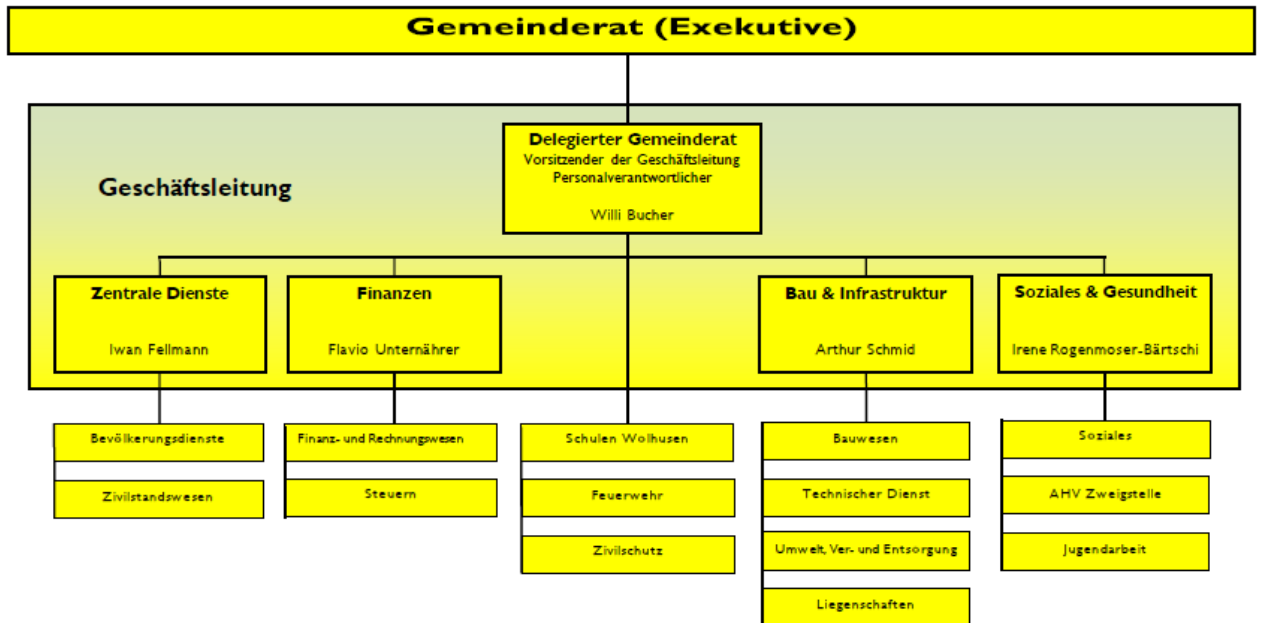 Gemeinderat (Exekutive)
Geschäftsleitung
Delegierter Gemeinderat
Vorsitzender der Geschäftsleitung
Personalverantwortlicher
Willi Bucher
Zentrale Dienste
Iwan Fellmann
Finanzen
Flavio Unternährer
Bau & Infrastruktur
Arthur Schmid
Soziales & Gesundheit
Irene Rogenmoser-Bärtschi
Bevölkerungsdienste
Zivilstandswesen
Finanz- und Rechnungswesen
Steuern
Schulen Wolhusen
Feuerwehr
Zivilschutz
Bauwesen
Technischer Dienst
Umwelt, Ver- und Entsorgung
Liegenschaften
Soziales
AHV Zweigstelle
Jugendarbeit